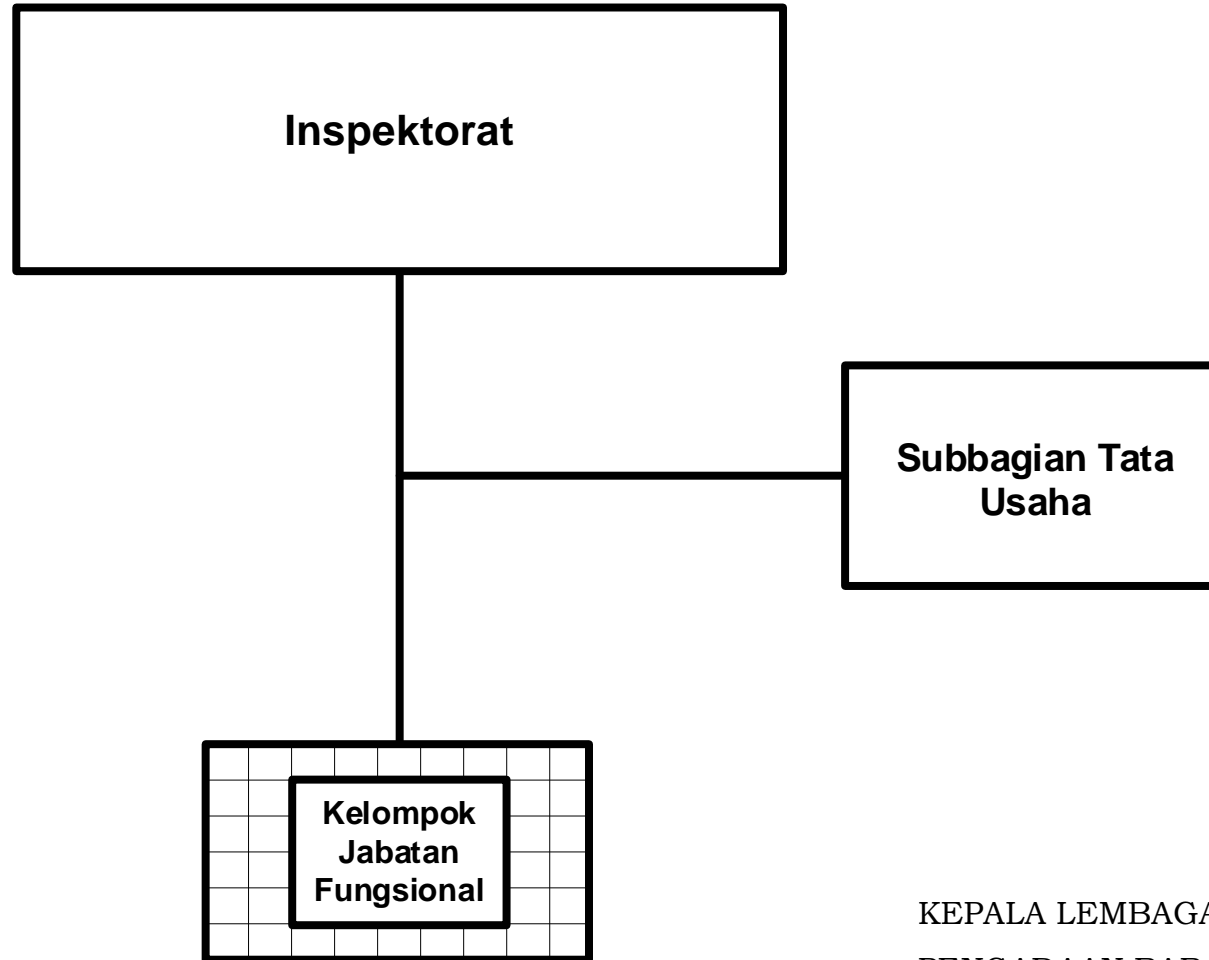 Inspektorat
Subbagian Tata
Usaha
Kelompok
Jabatan
Fungsional
KEPALA LEMBAGA